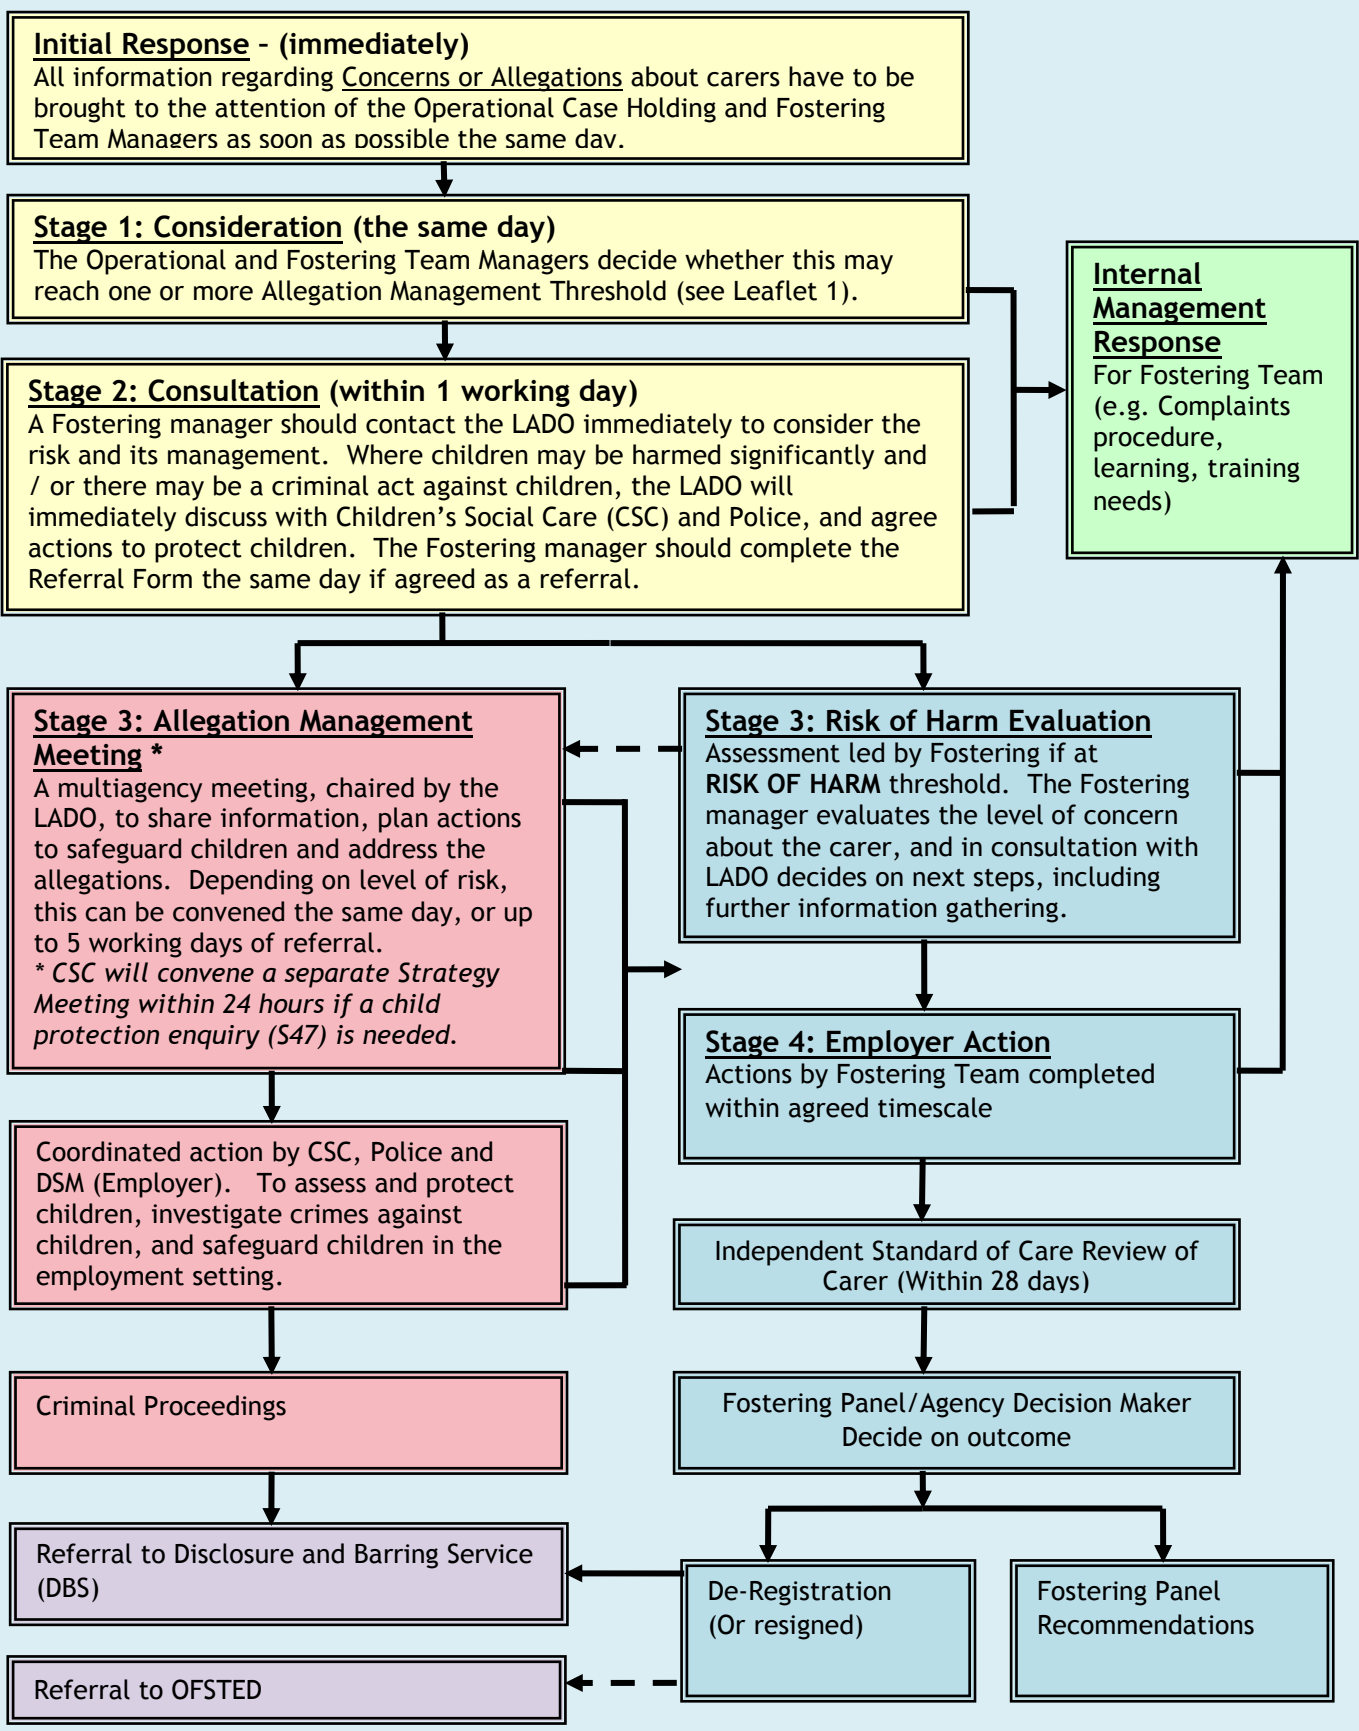 Initial Response – (immediately)
All information regarding Concerns or Allegations about carers have to be
brought to the attention of the Operational Case Holding and Fostering
Team Managers as soon as possible the same day.
Stage 1: Consideration (the same day)
The Operational and Fostering Team Managers decide whether this may
reach one or more Allegation Management Threshold (see Leaflet 1).
Internal
Management
Response
For Fostering Team
(e.g. Complaints
procedure,
learning, training
needs)
Stage 2: Consultation (within 1 working day)
A Fostering manager should contact the LADO immediately to consider the
risk and its management.  Where children may be harmed significantly and
/ or there may be a criminal act against children, the LADO will
immediately discuss with Children’s Social Care (CSC) and Police, and agree
actions to protect children.  The Fostering manager should complete the
Referral Form the same day if agreed as a referral.
Stage 3: Allegation Management
Meeting *
A multiagency meeting, chaired by the
LADO, to share information, plan actions
to safeguard children and address the
allegations.  Depending on level of risk,
this can be convened the same day, or up
to 5 working days of referral.
* CSC will convene a separate Strategy
Meeting within 24 hours if a child
protection enquiry (S47) is needed.
Stage 3: Risk of Harm Evaluation
Assessment led by Fostering if at
RISK OF HARM threshold.  The Fostering
manager evaluates the level of concern
about the carer, and in consultation with
LADO decides on next steps, including
further information gathering.
Stage 4: Employer Action
Actions by Fostering Team completed
within agreed timescale
Coordinated action by CSC, Police and
DSM (Employer).   To assess and protect
children, investigate crimes against
children, and safeguard children in the
employment setting.
Independent Standard of Care Review of
Carer (Within 28 days)
Criminal Proceedings
Fostering Panel/Agency Decision Maker
Decide on outcome
Referral to Disclosure and Barring Service
(DBS)
De-Registration
(Or resigned)
Fostering Panel
Recommendations
Referral to OFSTED